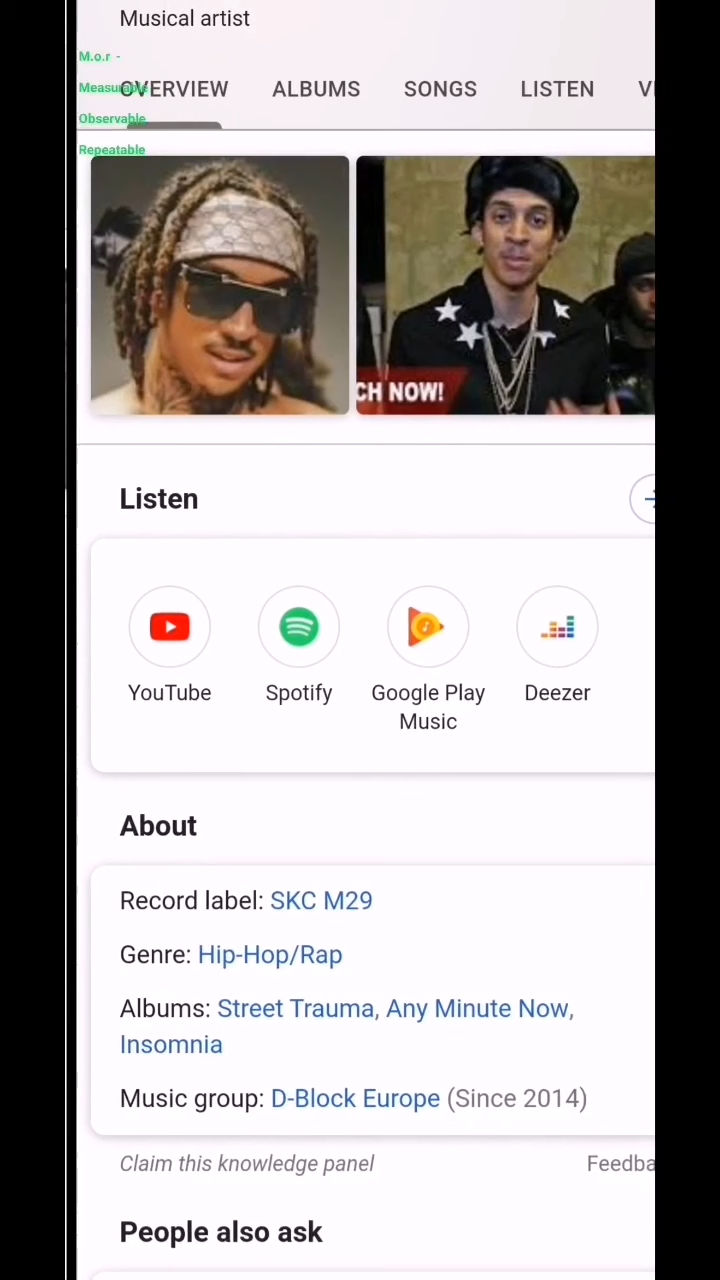 Musical artist
M.o.r -
Measurable
Observable
Repeatable
OVERVIEW ALBUMS SONGS LISTEN
CH NOW!
Listen
YouTube Spotify Google Play Music Deezer
About
Record label: SKC M29
Genre: Hip-Hop/Rap
Albums: Street Trauma, Any Minute Now,
Insomnia
Music group: D-Block Europe (Since 2014)
Claim this knowledge panel Feedba
People also ask